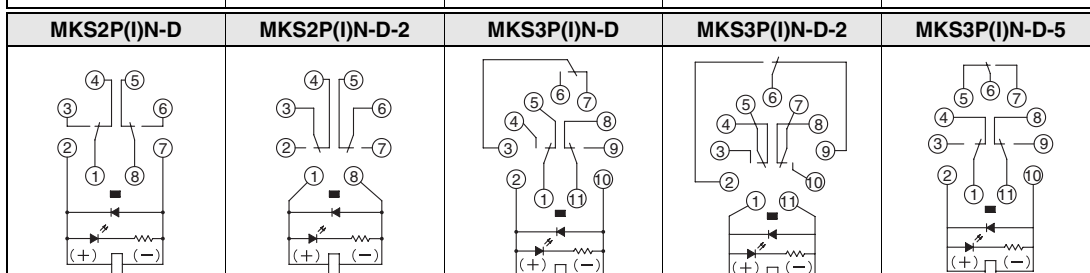 MKS2P(I)N-D MKS2P(I)N-D-2 MKS3P(I)N-D MKS3P(I)N-D-2 MKS3P(I)N-D-5
4 5 3 6 2 7 1 8 (+) (−)
4 5 3 6 2 7 1 8 (+) (−)
6 7 5 4 8 3 9 2 10 1 11 (+) (−)
6 5 7 4 8 3 9 2 10 1 11 (+) (−)
5 6 7 4 8 3 9 2 10 1 11 (+) (−)